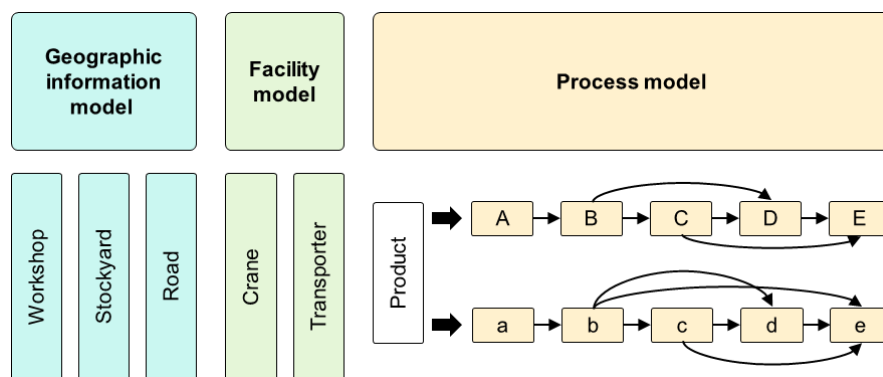 Geographic
information
model
Facility
model
Process model
Workshop
Stockyard
Road
Crane
Transporter
Product
A
B
C
D
E
a
b
c
d
e